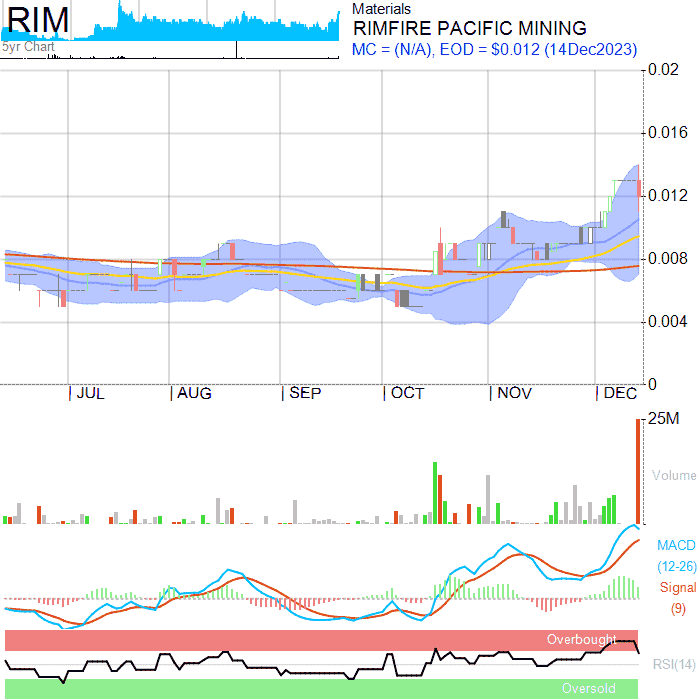 RIM
5yr Chart
Materials
RIMFIRE PACIFIC MINING
MC = (N/A), EOD = $0.012 (14Dec2023)
0.02
0.016
0.012
0.008
0.004
0
JUL
AUG
SEP
OCT
NOV
DEC
25M
Volume
MACD
(12-26)
Signal
(9)
Overbought
RSI(14)
Oversold